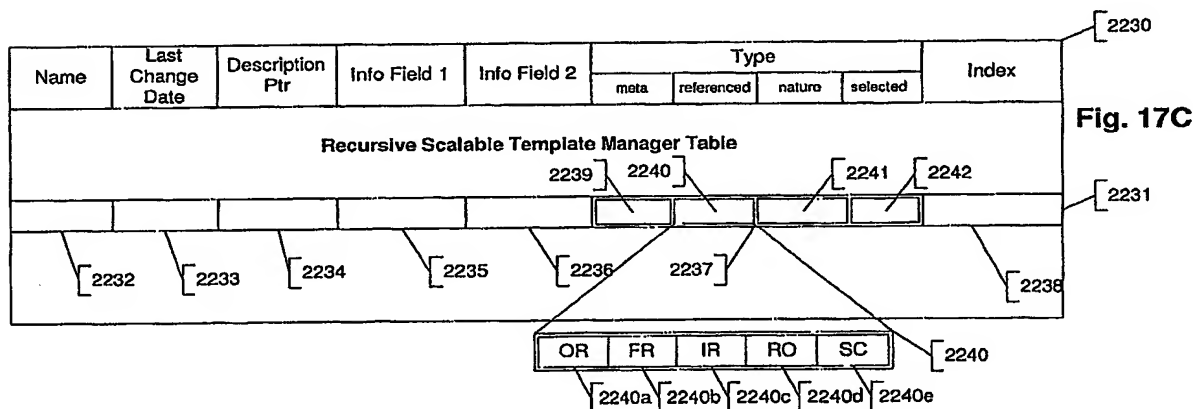 2230
Name Last Change Date Description Ptr Info Field 1 Info Field 2 Type Index
meta referenced nature selected
Fig. 17C
Recursive Scalable Template Manager Table
2239 2240 2241 2242
2231
2232 2233 2234 2235 2236 2237 2238
OR FR IR RO SC 2240
2240a 2240b 2240c 2240d 2240e